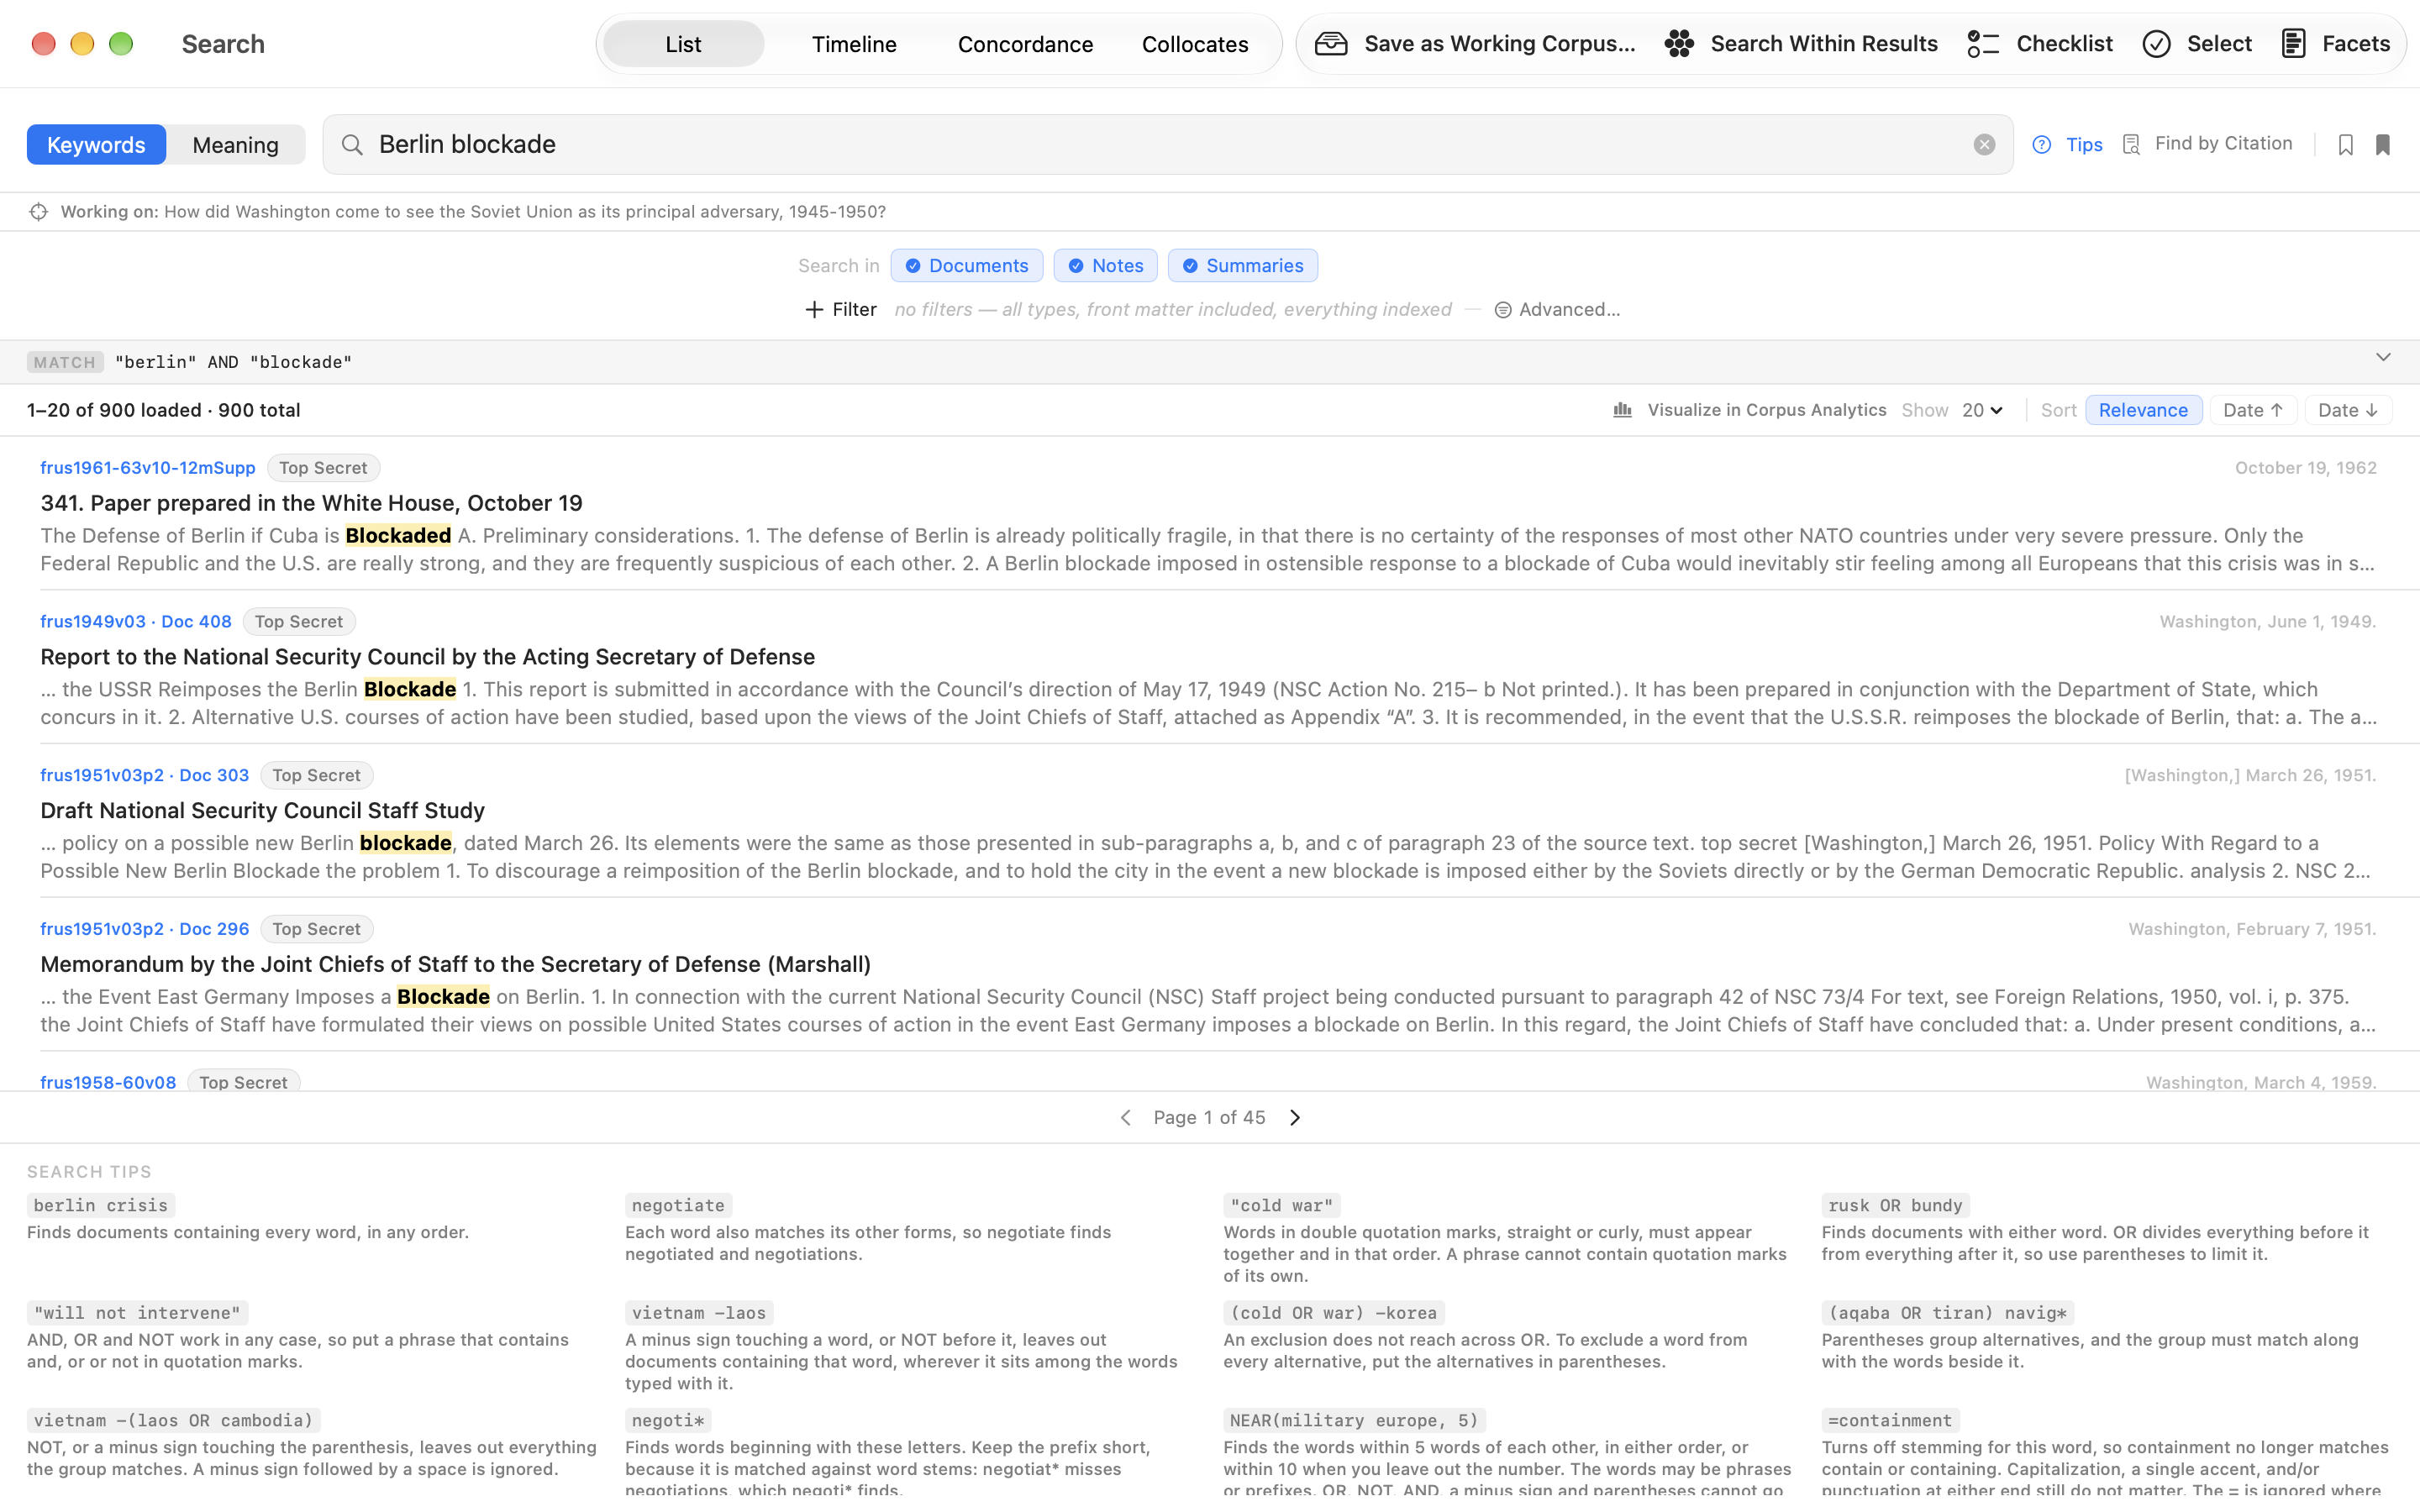 Search
List Timeline Concordance Collocates
Save as Working Corpus... Search Within Results Checklist Select Facets
Keywords Meaning
Berlin blockade
Tips Find by Citation
Working on: How did Washington come to see the Soviet Union as its principal adversary, 1945-1950?
Search in Documents Notes Summaries
Filter no filters — all types, front matter included, everything indexed — Advanced...
MATCH "berlin" AND "blockade"
1–20 of 900 loaded · 900 total
Visualize in Corpus Analytics Show 20 Sort Relevance Date ↑ Date ↓
frus1961-63v10-12mSupp Top Secret October 19, 1962
341. Paper prepared in the White House, October 19
The Defense of Berlin if Cuba is Blockaded A. Preliminary considerations. 1. The defense of Berlin is already politically fragile, in that there is no certainty of the responses of most other NATO countries under very severe pressure. Only the
Federal Republic and the U.S. are really strong, and they are frequently suspicious of each other. 2. A Berlin blockade imposed in ostensible response to a blockade of Cuba would inevitably stir feeling among all Europeans that this crisis was in s...
frus1949v03 · Doc 408 Top Secret Washington, June 1, 1949.
Report to the National Security Council by the Acting Secretary of Defense
... the USSR Reimposes the Berlin Blockade 1. This report is submitted in accordance with the Council's direction of May 17, 1949 (NSC Action No. 215– b Not printed.). It has been prepared in conjunction with the Department of State, which
concurs in it. 2. Alternative U.S. courses of action have been studied, based upon the views of the Joint Chiefs of Staff, attached as Appendix “A”. 3. It is recommended, in the event that the U.S.S.R. reimposes the blockade of Berlin, that: a. The a...
frus1951v03p2 · Doc 303 Top Secret [Washington,] March 26, 1951.
Draft National Security Council Staff Study
... policy on a possible new Berlin blockade, dated March 26. Its elements were the same as those presented in sub-paragraphs a, b, and c of paragraph 23 of the source text. top secret [Washington,] March 26, 1951. Policy With Regard to a
Possible New Berlin Blockade the problem 1. To discourage a reimposition of the Berlin blockade, and to hold the city in the event a new blockade is imposed either by the Soviets directly or by the German Democratic Republic. analysis 2. NSC 2...
frus1951v03p2 · Doc 296 Top Secret Washington, February 7, 1951.
Memorandum by the Joint Chiefs of Staff to the Secretary of Defense (Marshall)
... the Event East Germany Imposes a Blockade on Berlin. 1. In connection with the current National Security Council (NSC) Staff project being conducted pursuant to paragraph 42 of NSC 73/4 For text, see Foreign Relations, 1950, vol. i, p. 375.
the Joint Chiefs of Staff have formulated their views on possible United States courses of action in the event East Germany imposes a blockade on Berlin. In this regard, the Joint Chiefs of Staff have concluded that: a. Under present conditions, a...
frus1958-60v08 Top Secret Washington, March 4, 1959.
Page 1 of 45
SEARCH TIPS
berlin crisis
Finds documents containing every word, in any order.
negotiate
Each word also matches its other forms, so negotiate finds
negotiated and negotiations.
"cold war"
Words in double quotation marks, straight or curly, must appear
together and in that order. A phrase cannot contain quotation marks
of its own.
rusk OR bundy
Finds documents with either word. OR divides everything before it
from everything after it, so use parentheses to limit it.
"will not intervene"
AND, OR and NOT work in any case, so put a phrase that contains
and, or or not in quotation marks.
vietnam –laos
A minus sign touching a word, or NOT before it, leaves out
documents containing that word, wherever it sits among the words
typed with it.
(cold OR war) –korea
An exclusion does not reach across OR. To exclude a word from
every alternative, put the alternatives in parentheses.
(aqaba OR tiran) navig*
Parentheses group alternatives, and the group must match along
with the words beside it.
vietnam –(laos OR cambodia)
NOT, or a minus sign touching the parenthesis, leaves out everything
the group matches. A minus sign followed by a space is ignored.
negoti*
Finds words beginning with these letters. Keep the prefix short,
because it is matched against word stems: negotiat* misses
negotiations, which negoti* finds.
NEAR(military europe, 5)
Finds the words within 5 words of each other, in either order, or
within 10 when you leave out the number. The words may be phrases
or prefixes. OR, NOT, AND, a minus sign and parentheses cannot go
=containment
Turns off stemming for this word, so containment no longer matches
contain or containing. Capitalization, a single accent, and/or
punctuation at either end still do not matter. The = is ignored where